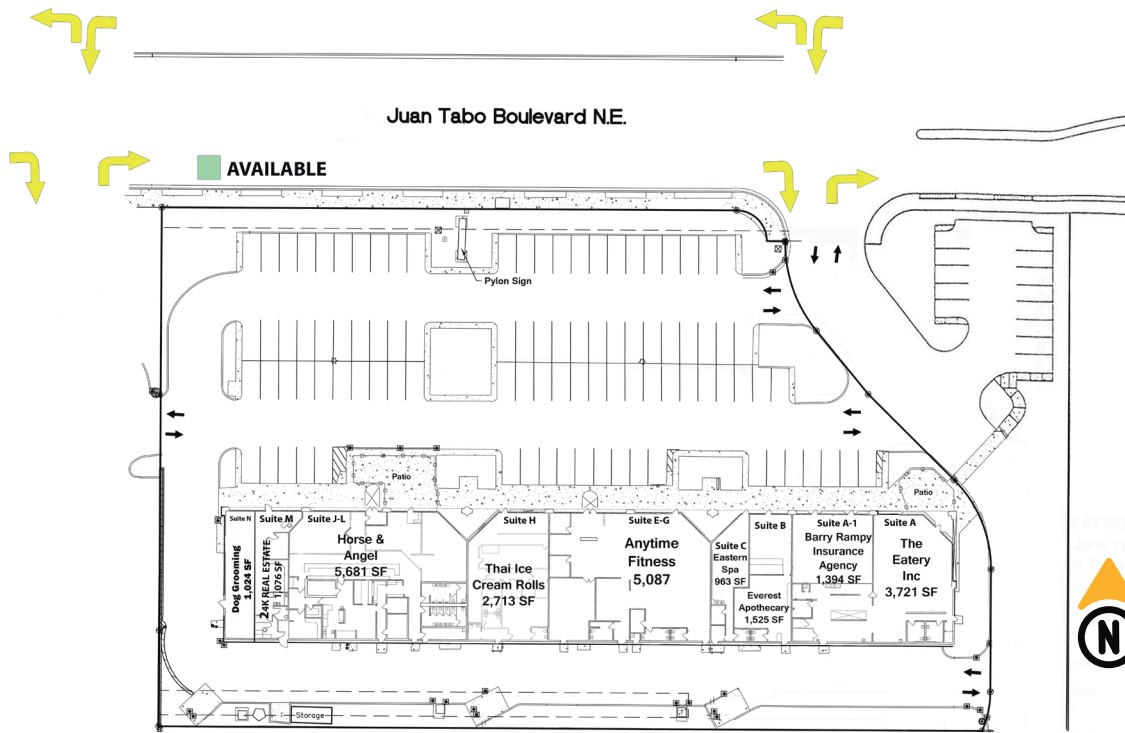 Juan Tabo Boulevard N.E.
AVAILABLE
Pylon Sign
Patio
Patio
Suite N
Dog Grooming
1,024 SF
Suite M
24K REAL ESTATE
1,076 SF
Suite J-L
Horse &
Angel
5,681 SF
Suite H
Thai Ice
Cream Rolls
2,713 SF
Suite E-G
Anytime
Fitness
5,087
Suite C
Eastern
Spa
963 SF
Suite B
Everest
Apothecary
1,525 SF
Suite A-1
Barry Rampy
Insurance
Agency
1,394 SF
Suite A
The
Eatery
Inc
3,721 SF
N
Storage